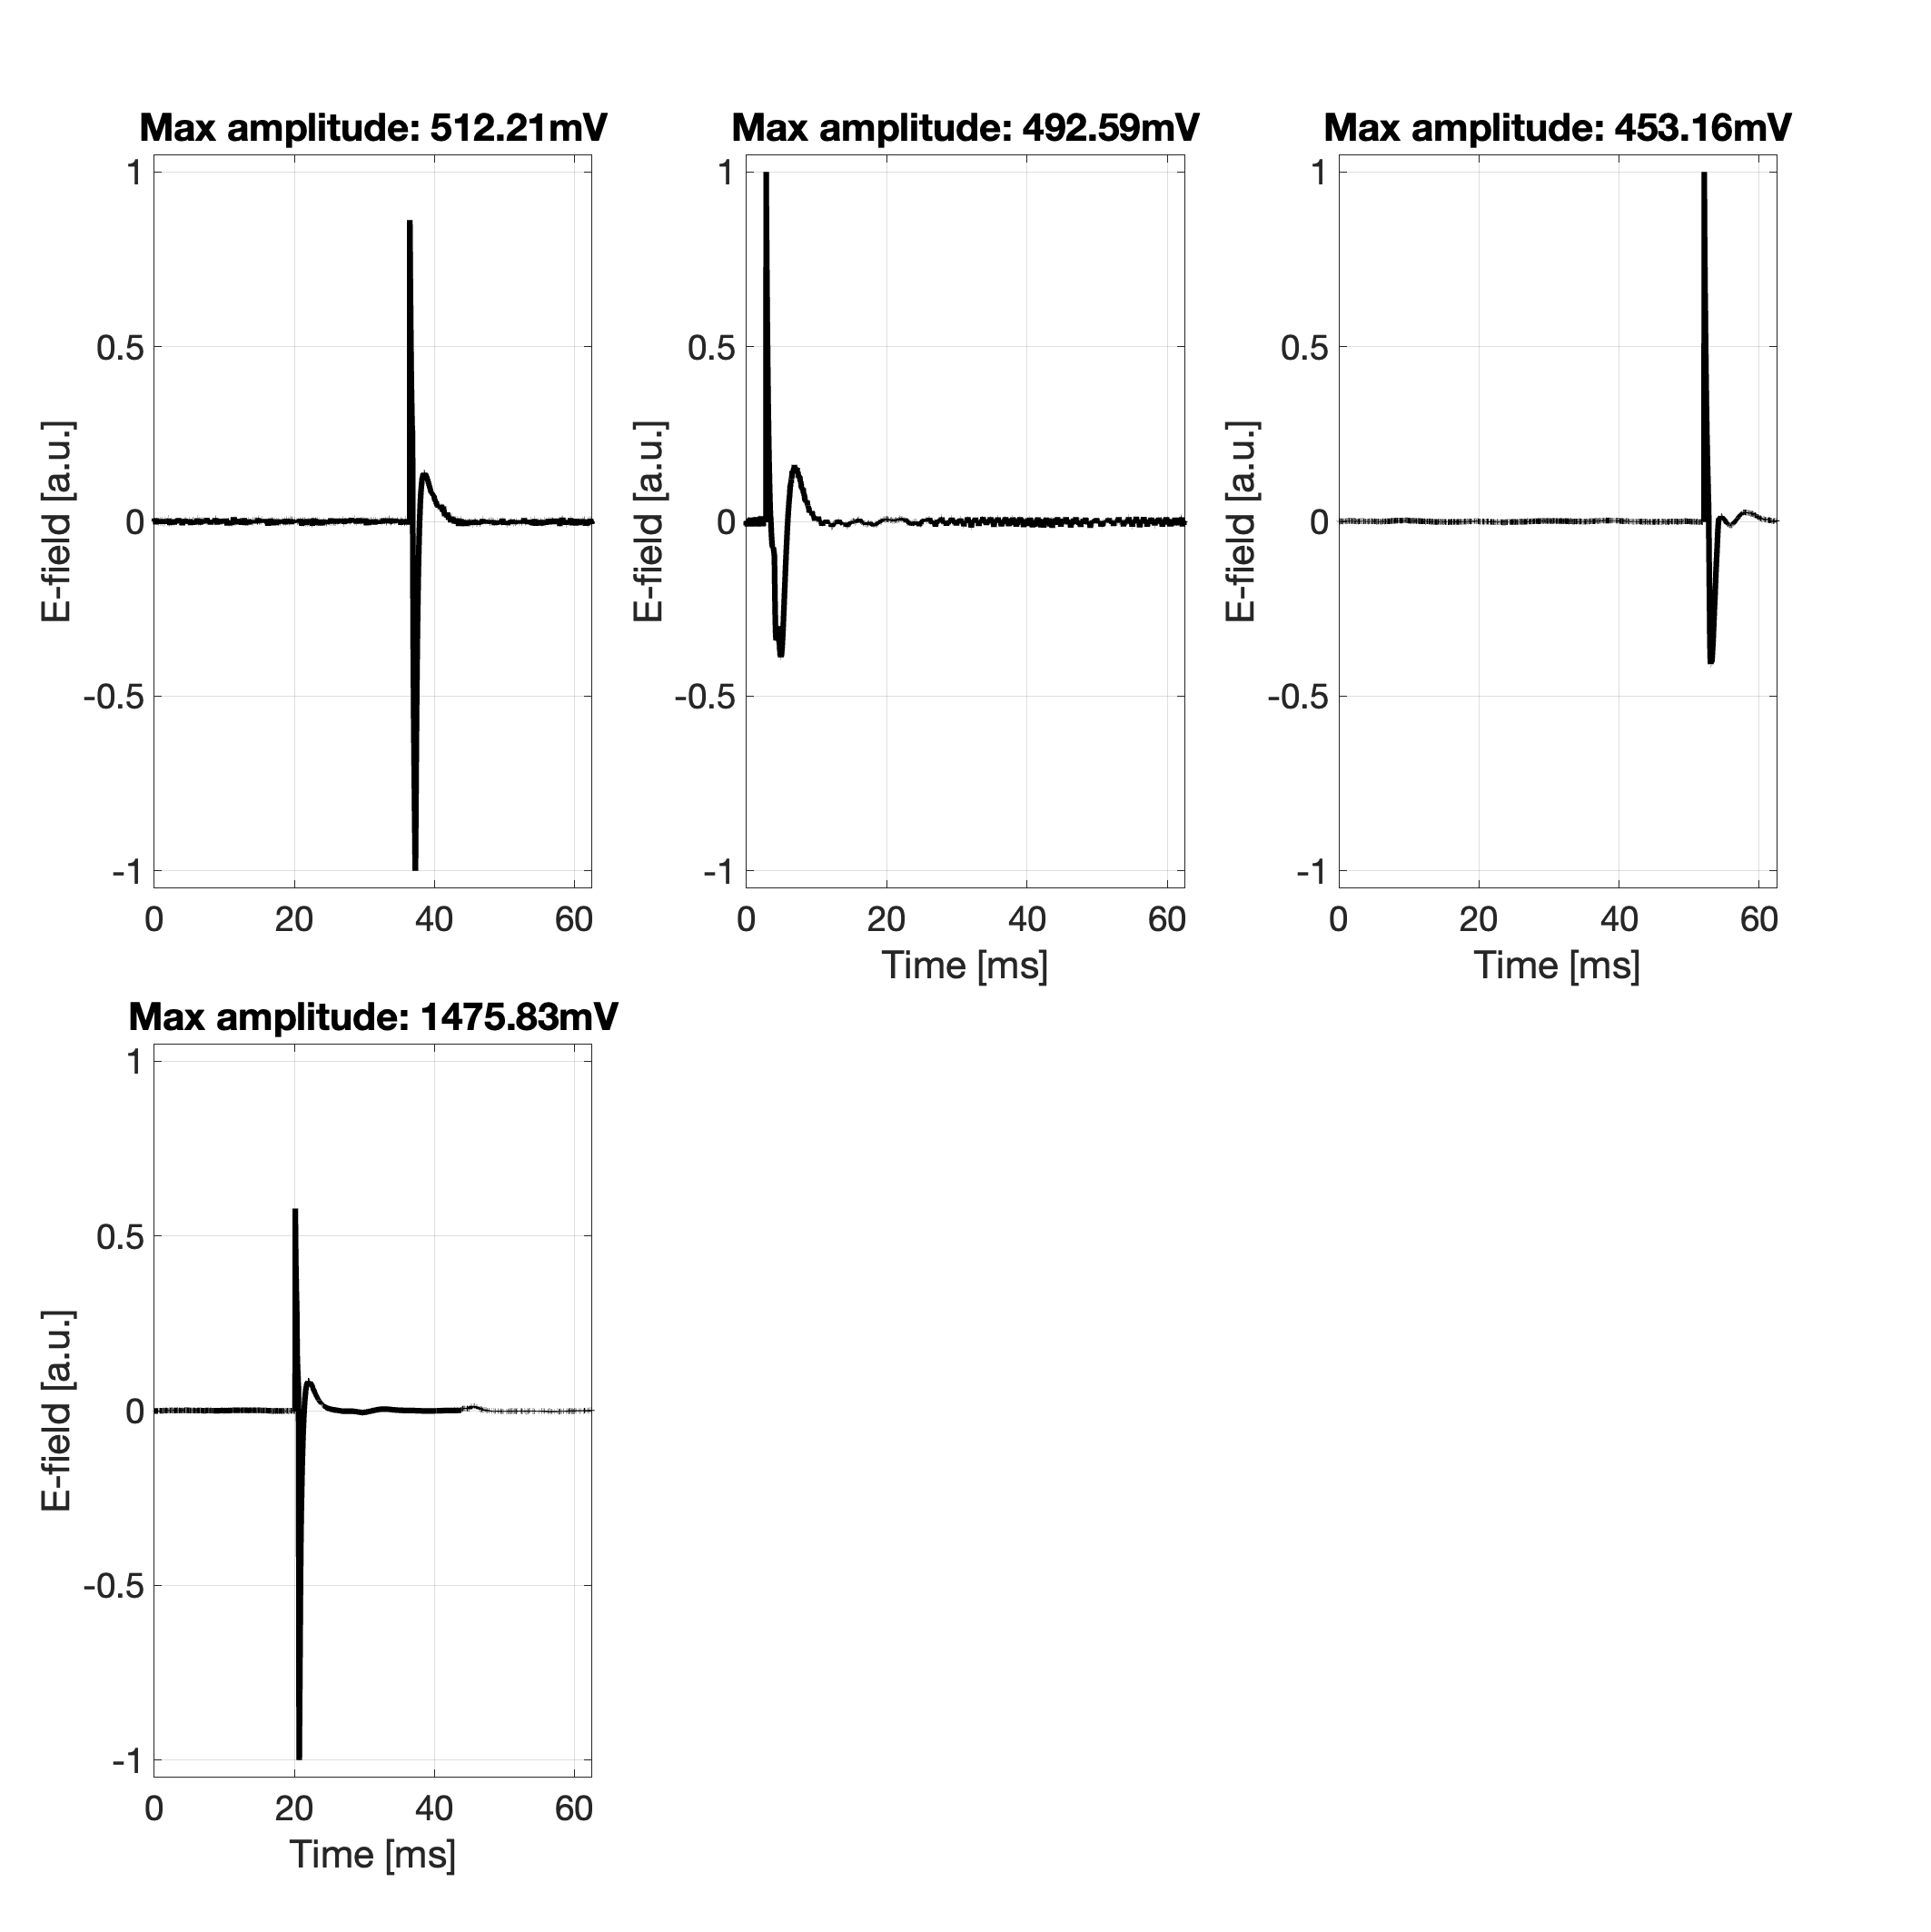 Max amplitude: 512.21mV
1
0.5
0
-0.5
-1
E-field [a.u.]
0 20 40 60
Max amplitude: 492.59mV
1
0.5
0
-0.5
-1
E-field [a.u.]
0 20 40 60
Time [ms]
Max amplitude: 453.16mV
1
0.5
0
-0.5
-1
E-field [a.u.]
0 20 40 60
Time [ms]
Max amplitude: 1475.83mV
1
0.5
0
-0.5
-1
E-field [a.u.]
0 20 40 60
Time [ms]